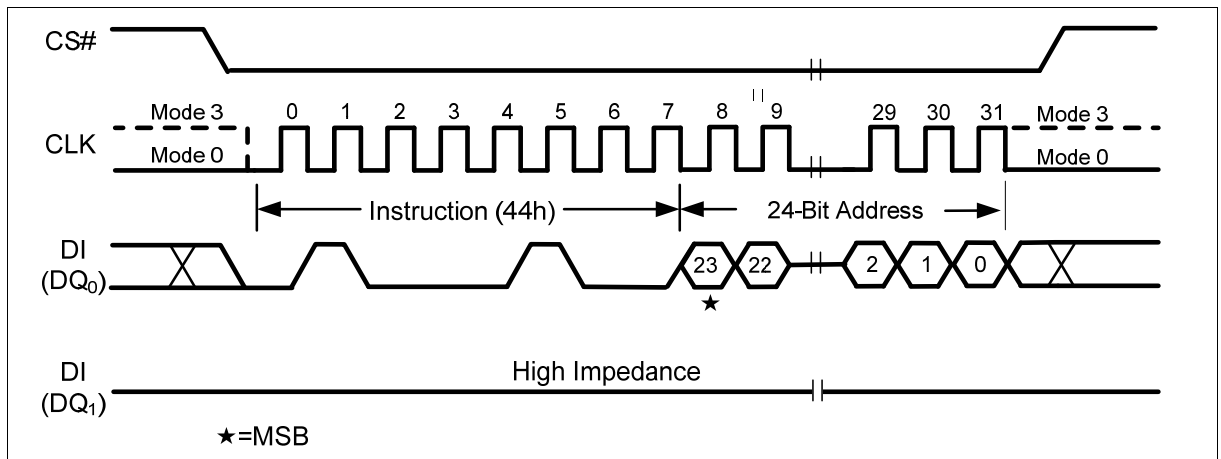 CS#
Mode 3
0 1 2 3 4 5 6 7 8 9 29 30 31
Mode 3
CLK
Mode 0
Mode 0
Instruction (44h)
24-Bit Address
DI
(DQ0)
23 22 2 1 0
★
High Impedance
DI
(DQ1)
★=MSB